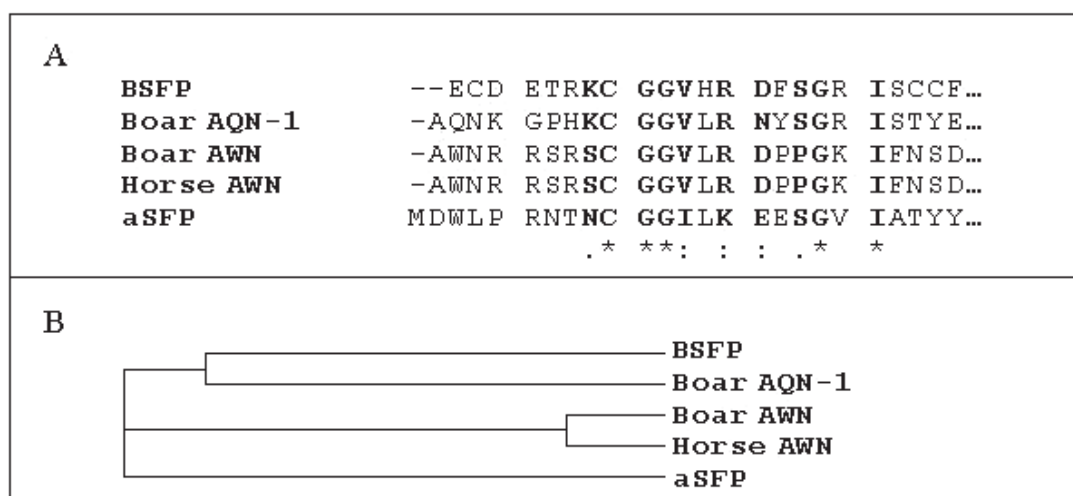 A
BSFP --ECD ETRKC GGVHR DFSGR ISCCF…
Boar AQN-1 -AQNK GPHKC GGVLR NYSGR ISTYE…
Boar AWN -AWNR RSRSC GGVLR DPPGK IFNSD…
Horse AWN -AWNR RSRSC GGVLR DPPGK IFNSD…
aSFP MDWLP RNTNC GGILK EESGV IATYY…
.* **: : : .* *
B
BSFP
Boar AQN-1
Boar AWN
Horse AWN
aSFP